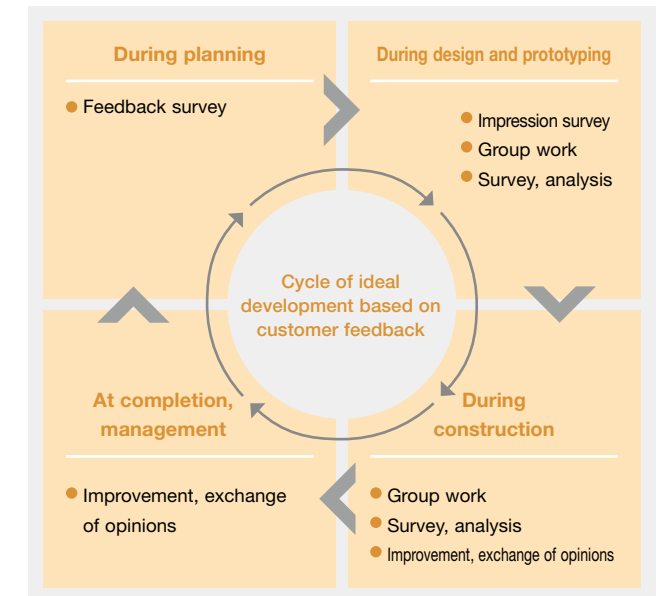 During planning
Feedback survey
During design and prototyping
Impression survey
Group work
Survey, analysis
Cycle of ideal
development based on
customer feedback
At completion,
management
Improvement, exchange
of opinions
During
construction
Group work
Survey, analysis
Improvement, exchange of opinions